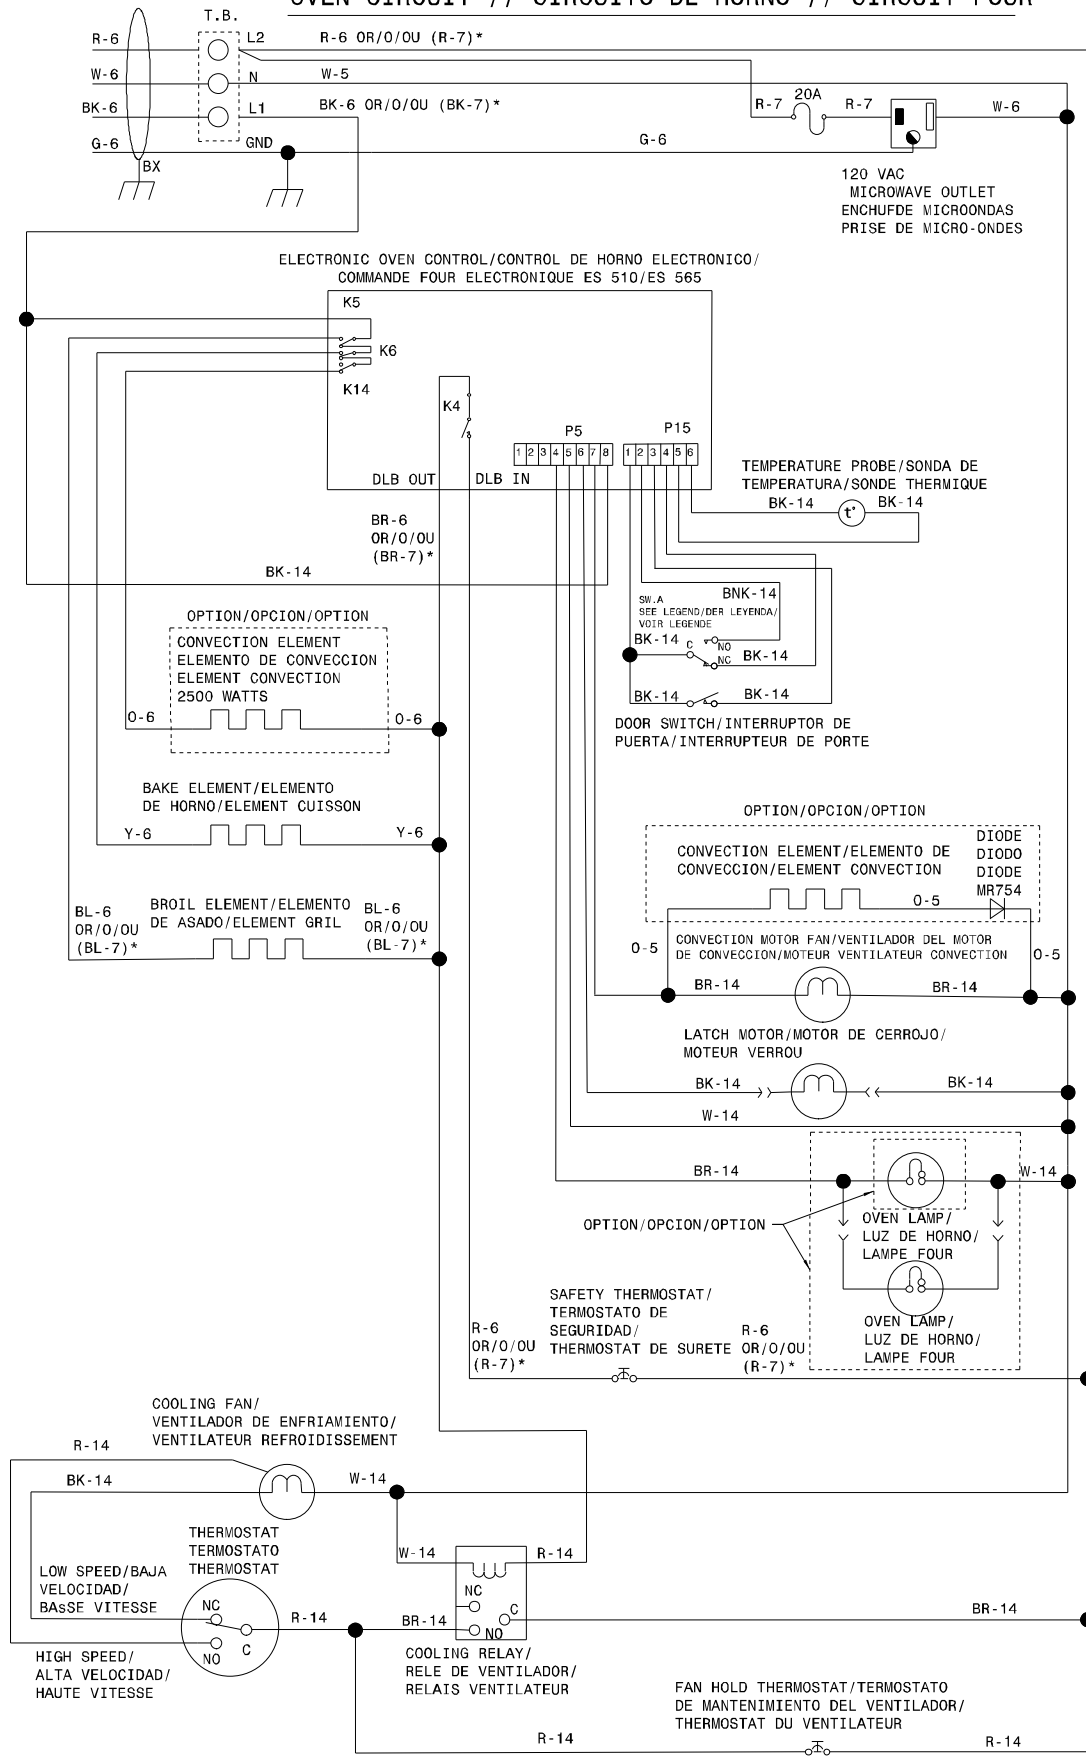 OVEN CIRCUIT // CIRCUITO DE HORNO // CIRCUIT FOUR
T.B.
R-6
L2
R-6 OR/O/OU (R-7)*
W-6
N
W-5
BK-6
L1
BK-6 OR/O/OU (BK-7)*
R-7
20A
R-7
W-6
G-6
GND
G-6
BX
120 VAC
MICROWAVE OUTLET
ENCHUFDE MICROONDAS
PRISE DE MICRO-ONDES
ELECTRONIC OVEN CONTROL/CONTROL DE HORNO ELECTRONICO/
COMMANDE FOUR ELECTRONIQUE ES 510/ES 565
K5
K6
K14
K4
P5
1 2 3 4 5 6 7 8
P15
1 2 3 4 5 6
DLB OUT
DLB IN
TEMPERATURE PROBE/SONDA DE
TEMPERATURA/SONDE THERMIQUE
BK-14
t°
BK-14
BR-6
OR/O/OU
(BR-7)*
BK-14
BNK-14
SW.A
SEE LEGEND/DER LEYENDA/
VOIR LEGENDE
BK-14
C
NO
NC
BK-14
BK-14
BK-14
DOOR SWITCH/INTERRUPTOR DE
PUERTA/INTERRUPTEUR DE PORTE
OPTION/OPCION/OPTION
CONVECTION ELEMENT
ELEMENTO DE CONVECCION
ELEMENT CONVECTION
2500 WATTS
O-6
O-6
BAKE ELEMENT/ELEMENTO
DE HORNO/ELEMENT CUISSON
Y-6
Y-6
BROIL ELEMENT/ELEMENTO
DE ASADO/ELEMENT GRIL
BL-6
OR/O/OU
(BL-7)*
BL-6
OR/O/OU
(BL-7)*
OPTION/OPCION/OPTION
CONVECTION ELEMENT/ELEMENTO DE
CONVECCION/ELEMENT CONVECTION
DIODE
DIODO
DIODE
MR754
O-5
O-5
CONVECTION MOTOR FAN/VENTILADOR DEL MOTOR
DE CONVECCION/MOTEUR VENTILATEUR CONVECTION
O-5
BR-14
BR-14
LATCH MOTOR/MOTOR DE CERROJO/
MOTEUR VERROU
BK-14
BK-14
W-14
BR-14
W-14
OPTION/OPCION/OPTION
OVEN LAMP/
LUZ DE HORNO/
LAMPE FOUR
OVEN LAMP/
LUZ DE HORNO/
LAMPE FOUR
SAFETY THERMOSTAT/
TERMOSTATO DE
SEGURIDAD/
THERMOSTAT DE SURETE
R-6
OR/O/OU
(R-7)*
R-6
OR/O/OU
(R-7)*
COOLING FAN/
VENTILADOR DE ENFRIAMIENTO/
VENTILATEUR REFROIDISSEMENT
R-14
BK-14
W-14
THERMOSTAT
TERMOSTATO
THERMOSTAT
W-14
R-14
LOW SPEED/BAJA
VELOCIDAD/
BAsSE VITESSE
NC
NO
C
R-14
BR-14
NC
C
NO
BR-14
HIGH SPEED/
ALTA VELOCIDAD/
HAUTE VITESSE
COOLING RELAY/
RELE DE VENTILADOR/
RELAIS VENTILATEUR
FAN HOLD THERMOSTAT/TERMOSTATO
DE MANTENIMIENTO DEL VENTILADOR/
THERMOSTAT DU VENTILATEUR
R-14
R-14